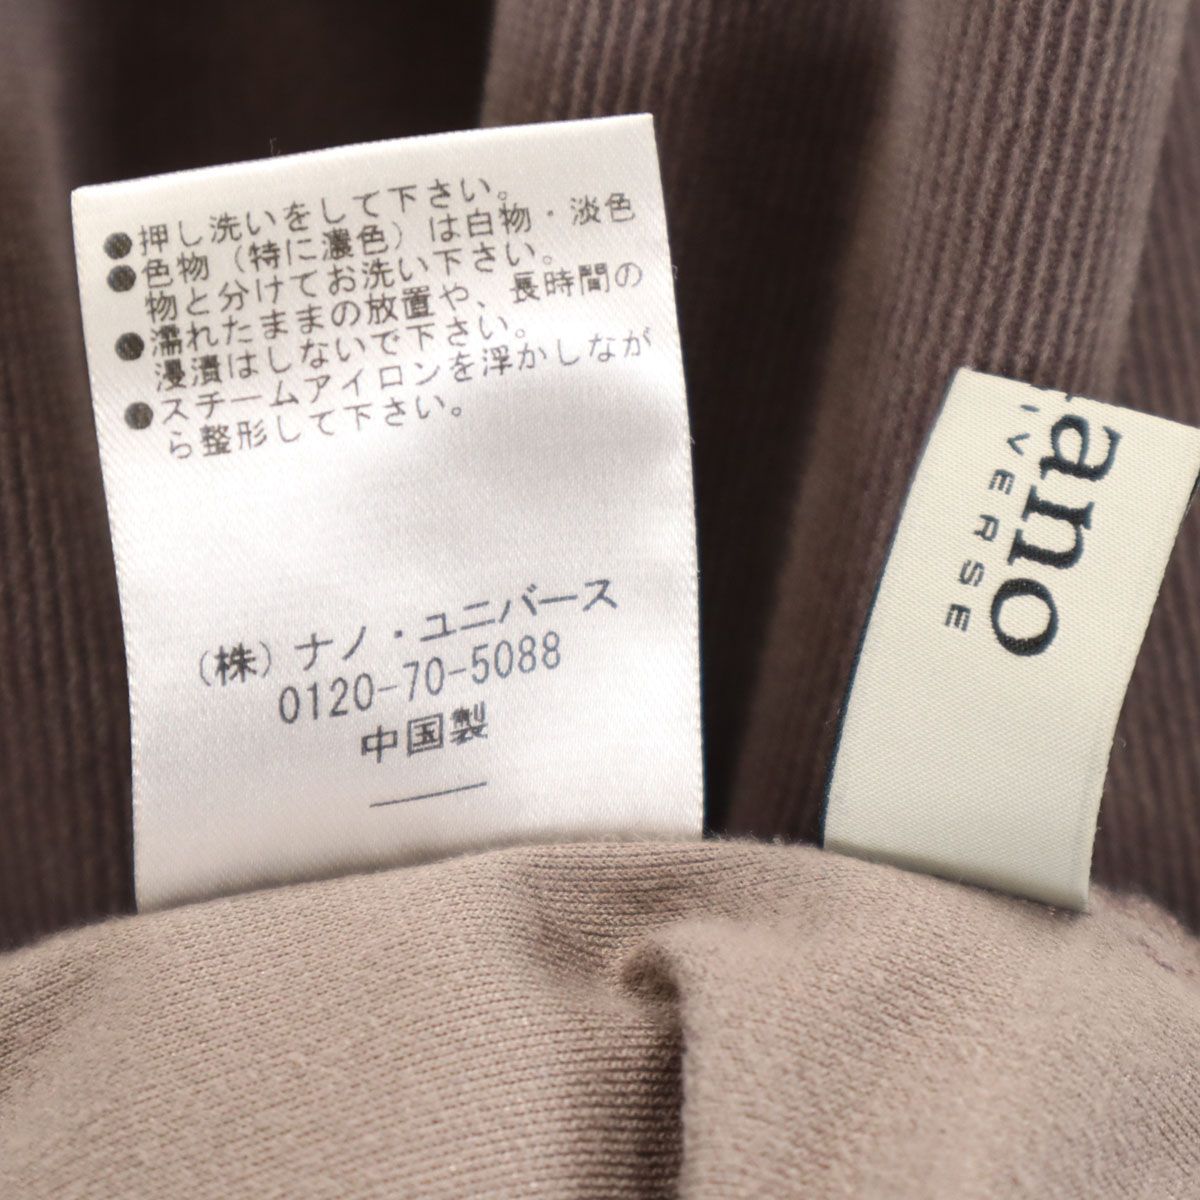 ●押し洗いをして下さい。
●色物（特に濃色）は白物・淡色
物と分けてお洗い下さい。
●濡れたままの放置や、長時間の
浸漬はしないで下さい。
●スチームアイロンを浮かしなが
ら整形して下さい。
（株）ナノ・ユニバース
0120-70-5088
中国製
ano
IVERSE